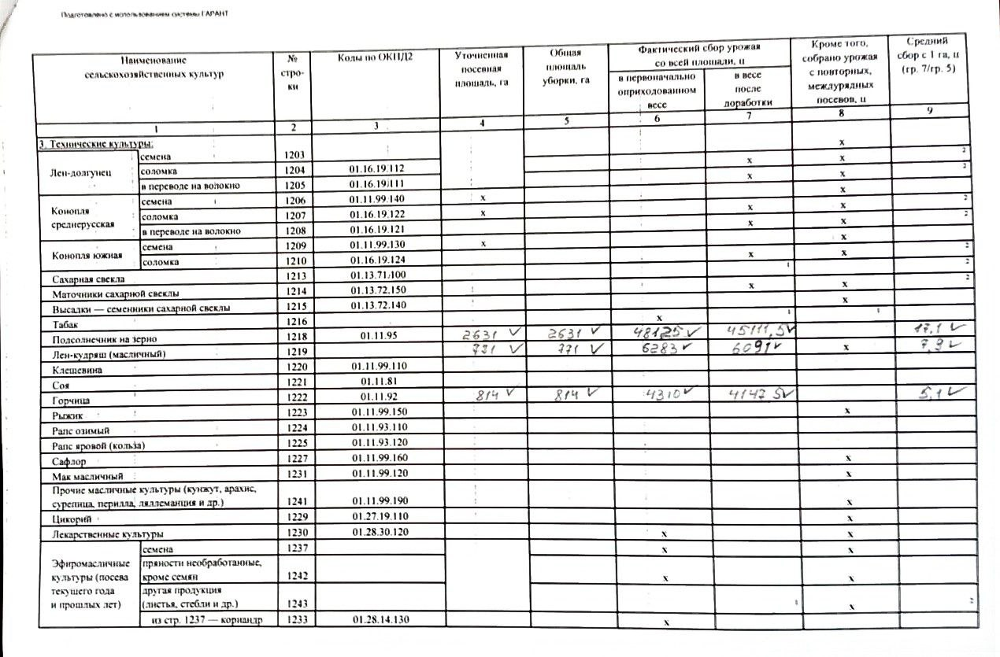 Подготовлено с использованием системы ГАРАНТ
Наименование сельскохозяйственных культур | № стро-ки | Коды по ОКПД2 | Уточненная посевная площадь, га | Общая площадь уборки, га | Фактический сбор урожая со всей площади, ц | Кроме того, собрано урожая с повторных, междурядных посевов, ц | Средний сбор с 1 га, ц (гр. 7/гр. 5)
в первоначально оприходованном весе | в весе после доработки
1 | 2 | 3 | 4 | 5 | 6 | 7 | 8 | 9
3. Технические культуры:
Лен-долгунец | семена | 1203 | х
соломка | 1204 | 01.16.19.112 | х | х | 2
в переводе на волокно | 1205 | 01.16.19.111 | х | х | 2
Конопля среднерусская | семена | 1206 | 01.11.99.140 | х | х
соломка | 1207 | 01.16.19.122 | х | х | х | 2
в переводе на волокно | 1208 | 01.16.19.121 | х | х | 2
Конопля южная | семена | 1209 | 01.11.99.130 | х | х
соломка | 1210 | 01.16.19.124 | х | х | 2
Сахарная свекла | 1213 | 01.13.71.100 | 1 | 2
Маточники сахарной свеклы | 1214 | 01.13.72.150 | х | х | 2
Высадки — семенники сахарной свеклы | 1215 | 01.13.72.140 | х
Табак | 1216 | х | 1 | 1
Подсолнечник на зерно | 1218 | 01.11.95 | 2631 ✓ | 2631 ✓ | 48125 ✓ | 45111,5 ✓ | 17,1 ✓
Лен-кудряш (масличный) | 1219 | 771 ✓ | 771 ✓ | 6283 ✓ | 6091 ✓ | х | 7,9 ✓
Клещевина | 1220 | 01.11.99.110
Соя | 1221 | 01.11.81
Горчица | 1222 | 01.11.92 | 814 ✓ | 814 ✓ | 4310 ✓ | 4147,5 ✓ | 5,1 ✓
Рыжик | 1223 | 01.11.99.150 | х
Рапс озимый | 1224 | 01.11.93.110
Рапс яровой (кольза) | 1225 | 01.11.93.120
Сафлор | 1227 | 01.11.99.160 | х
Мак масличный | 1231 | 01.11.99.120 | х
Прочие масличные культуры (кунжут, арахис,
сурепица, перилла, ляллеманция и др.) | 1241 | 01.11.99.190 | х
Цикорий | 1229 | 01.27.19.110 | х
Лекарственные культуры | 1230 | 01.28.30.120 | х | х
Эфиромасличные культуры (посева текущего года и прошлых лет) | семена | 1237 | х | х
пряности необработанные, кроме семян | 1242 | х | х
другая продукция (листья, стебли и др.) | 1243 | 1 | х | 2
из стр. 1237 — кориандр | 1233 | 01.28.14.130 | х